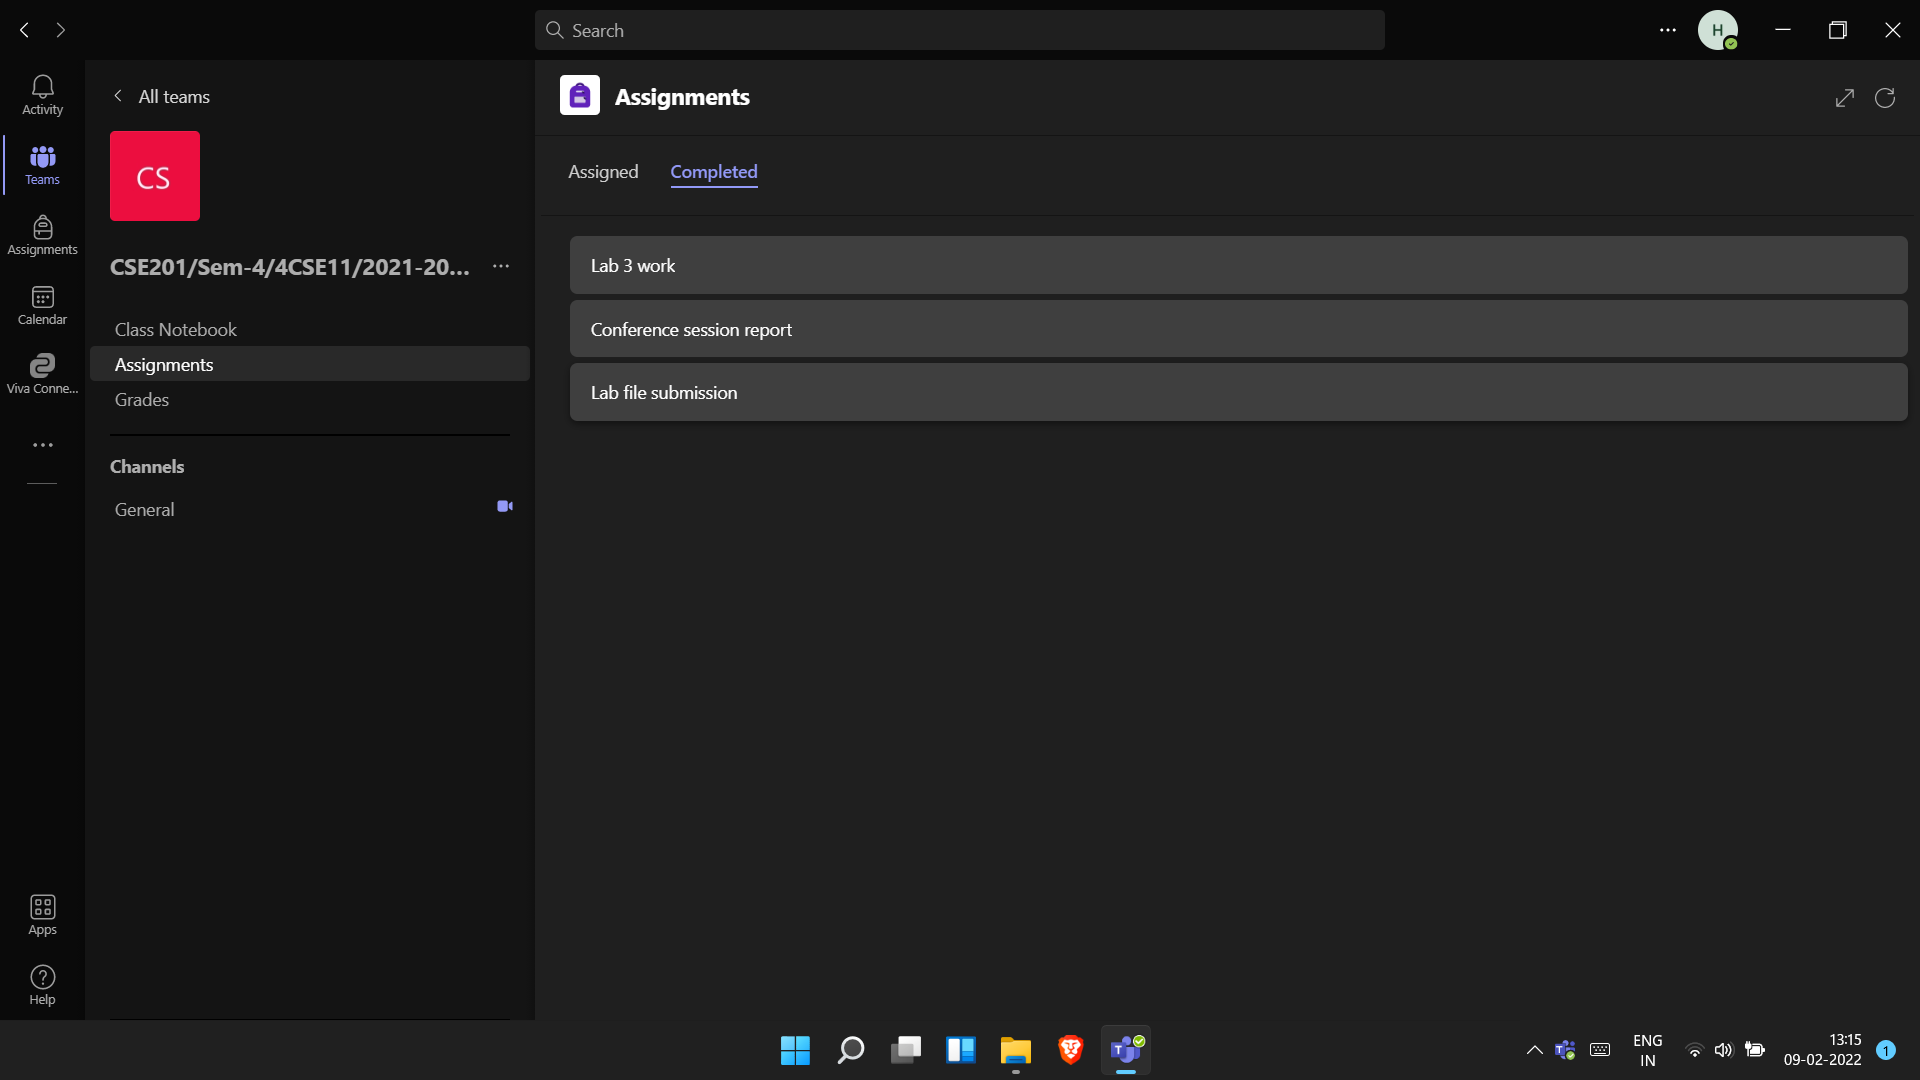 Search
H
Activity
Teams
Assignments
Calendar
Viva Conne...
Apps
Help
All teams
CS
CSE201/Sem-4/4CSE11/2021-20...
Class Notebook
Assignments
Grades
Channels
General
Assignments
Assigned
Completed
Lab 3 work
Conference session report
Lab file submission
T
T
ENG
IN
13:15
09-02-2022
1